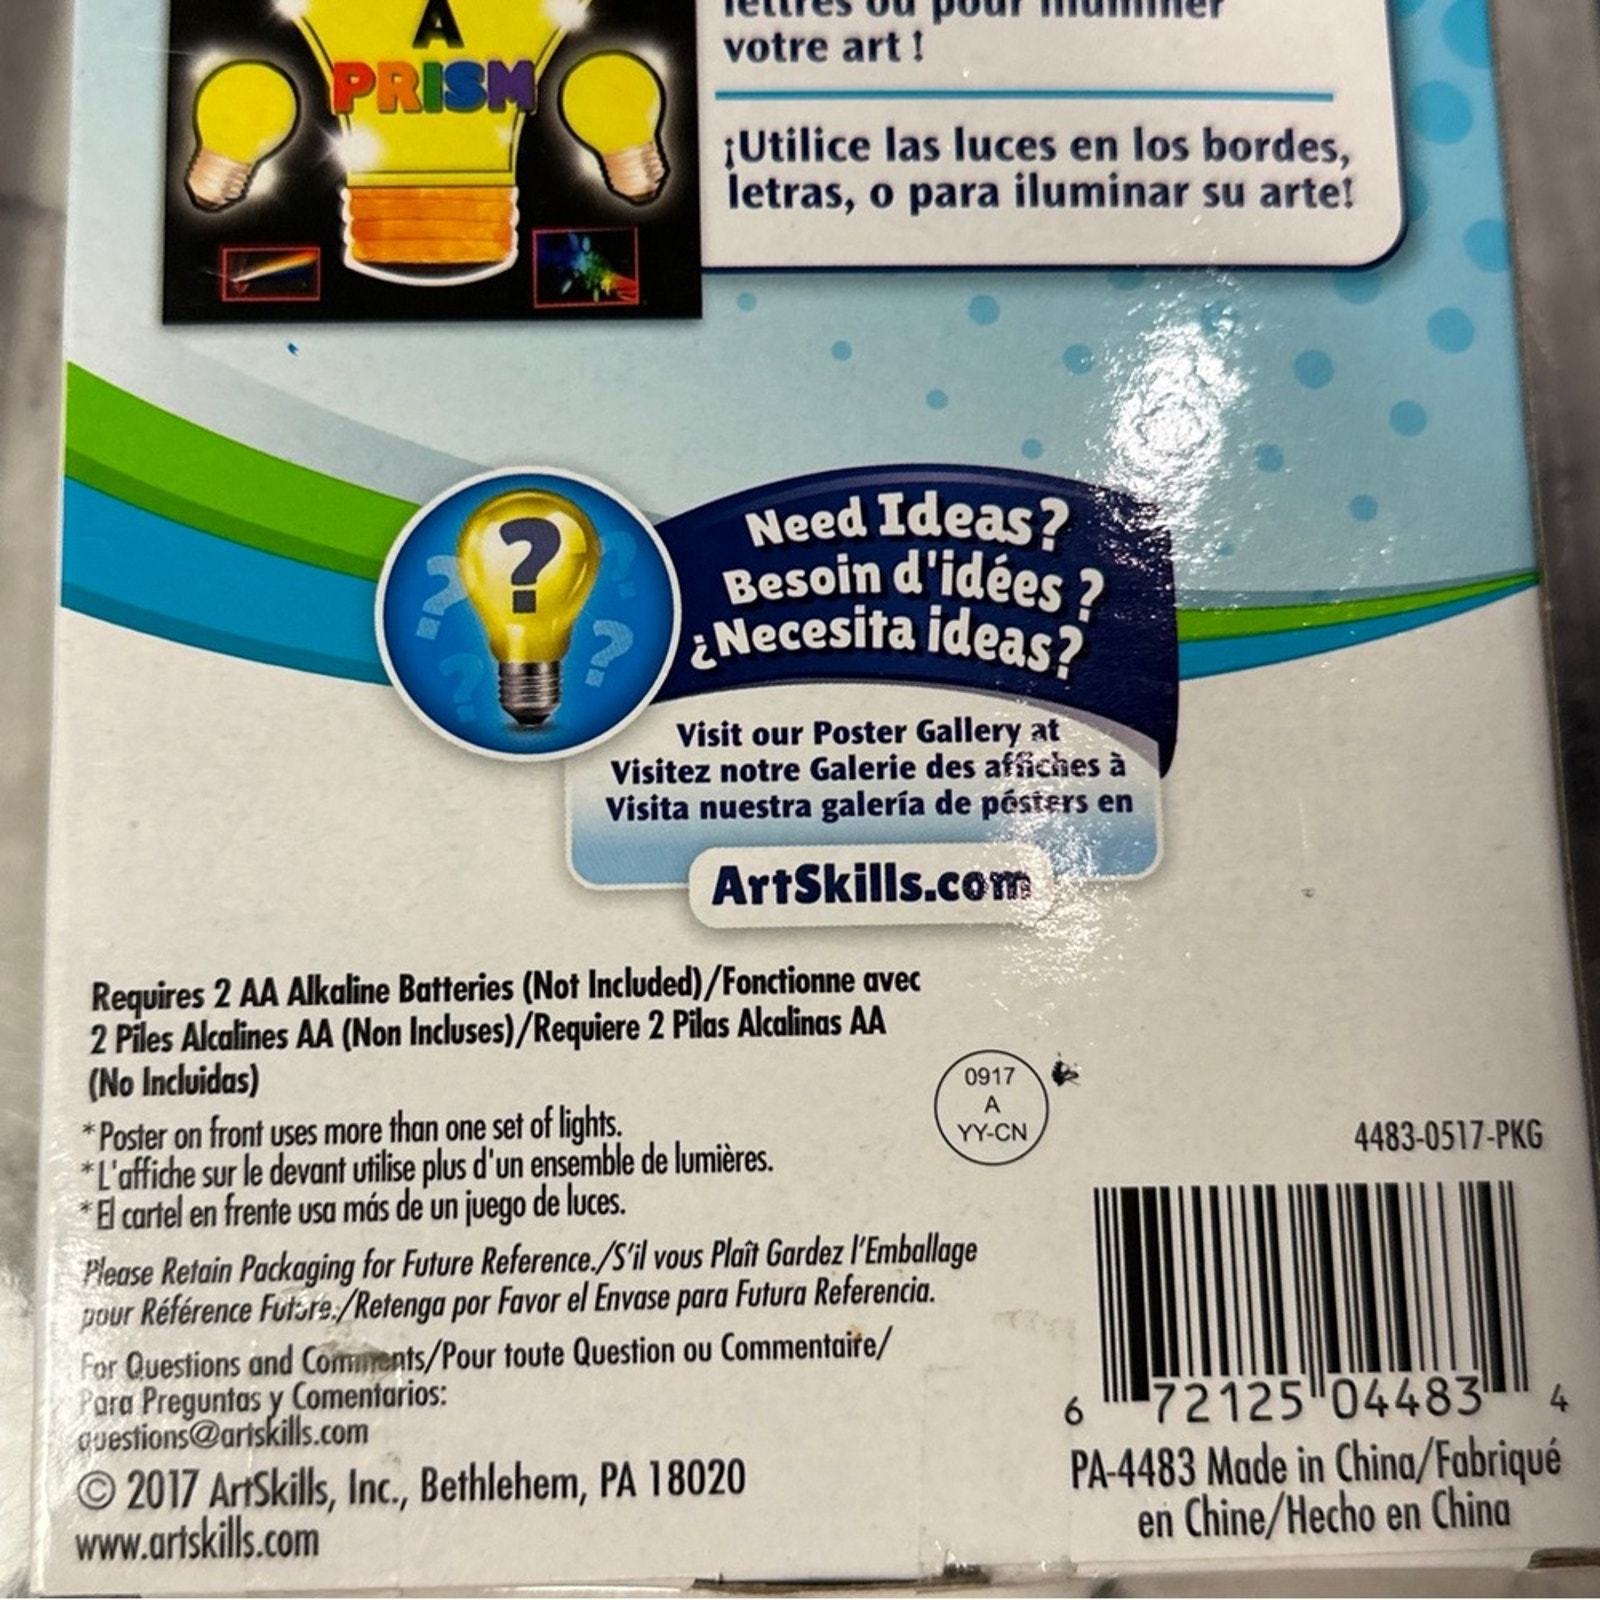 A
PRISM
lettres ou pour illuminer
votre art !
¡Utilice las luces en los bordes,
letras, o para iluminar su arte!
Need Ideas?
Besoin d'idées ?
¿Necesita ideas?
Visit our Poster Gallery at
Visitez notre Galerie des affiches à
Visita nuestra galería de pósters en
ArtSkills.com
Requires 2 AA Alkaline Batteries (Not Included)/Fonctionne avec
2 Piles Alcalines AA (Non Incluses)/Requiere 2 Pilas Alcalinas AA
(No Incluidas)
*Poster on front uses more than one set of lights.
*L'affiche sur le devant utilise plus d'un ensemble de lumières.
*El cartel en frente usa más de un juego de luces.
Please Retain Packaging for Future Reference./S'il vous Plaît Gardez l'Emballage
pour Référence Future./Retenga por Favor el Envase para Futura Referencia.
For Questions and Comments/Pour toute Question ou Commentaire/
Para Preguntas y Comentarios:
questions@artskills.com
© 2017 ArtSkills, Inc., Bethlehem, PA 18020
www.artskills.com
0917
A
YY-CN
4483-0517-PKG
6 72125 04483 4
PA-4483 Made in China/Fabriqué
en Chine/Hecho en China